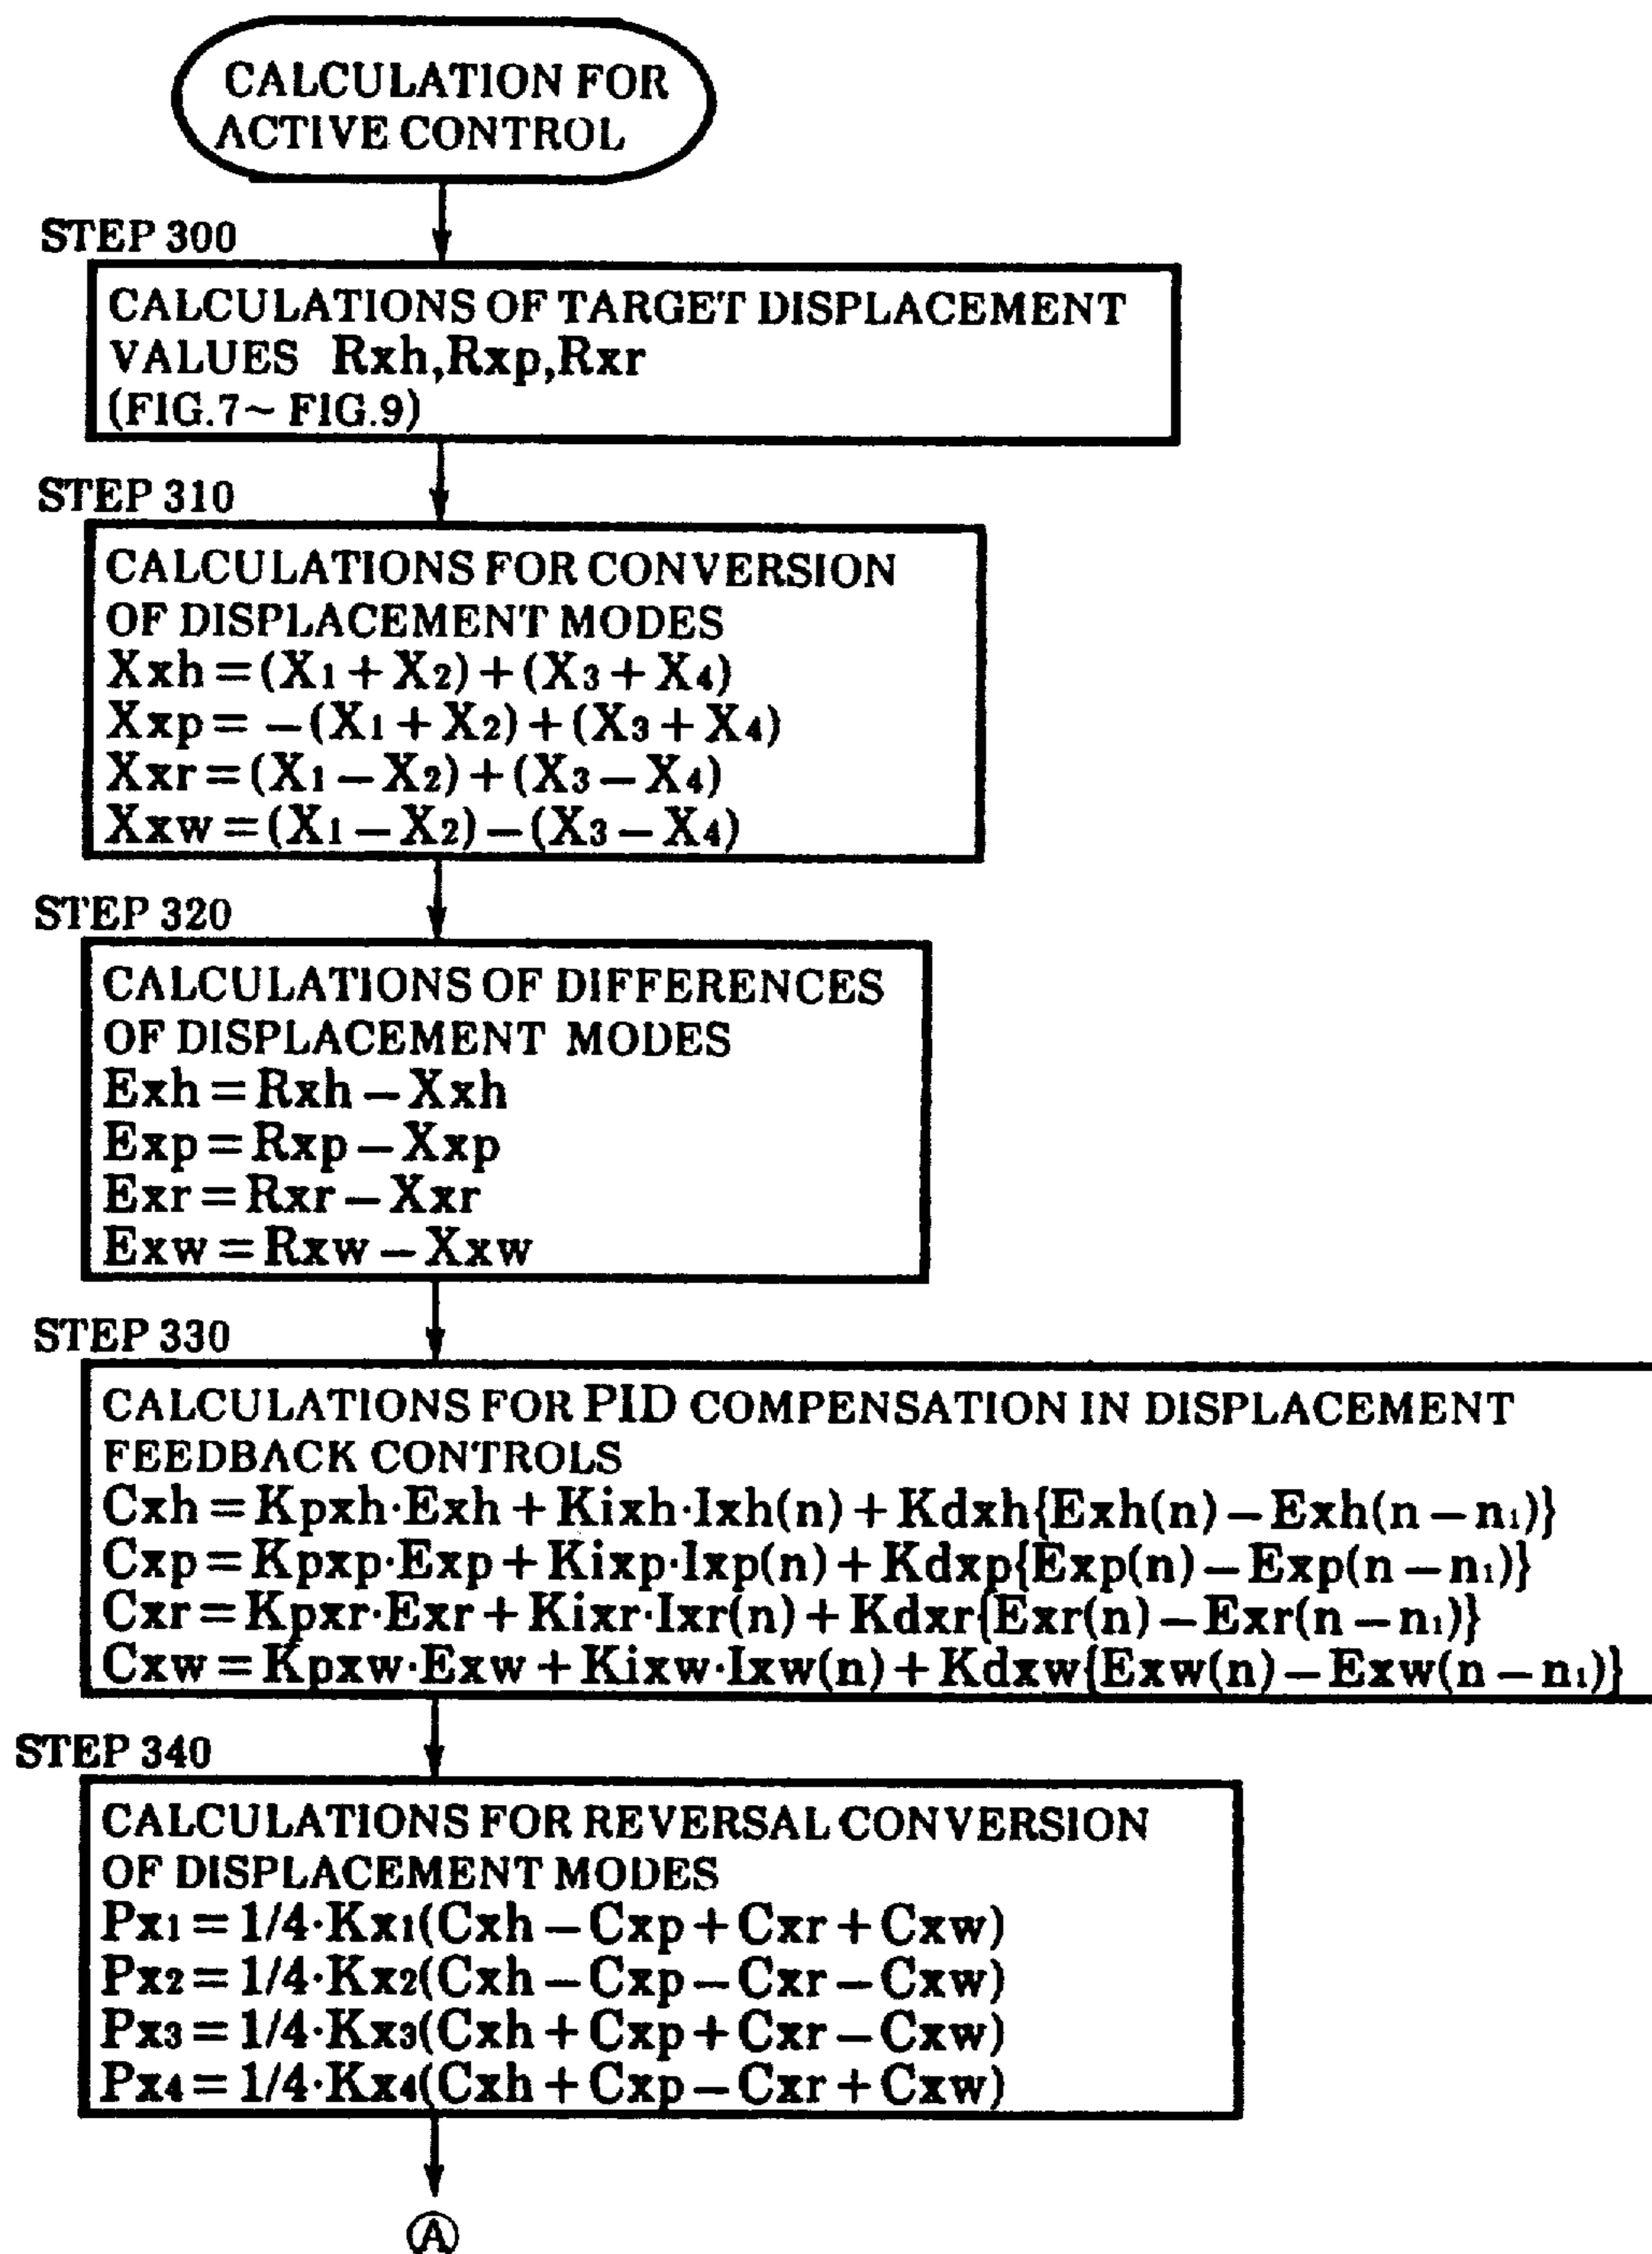 CALCULATION FOR
ACTIVE CONTROL
STEP 300
CALCULATIONS OF TARGET DISPLACEMENT
VALUES Rxh,Rxp,Rxr
(FIG.7~ FIG.9)
STEP 310
CALCULATIONS FOR CONVERSION
OF DISPLACEMENT MODES
Xxh=(X₁+X₂)+(X₃+X₄)
Xxp=−(X₁+X₂)+(X₃+X₄)
Xxr=(X₁−X₂)+(X₃−X₄)
Xxw=(X₁−X₂)−(X₃−X₄)
STEP 320
CALCULATIONS OF DIFFERENCES
OF DISPLACEMENT MODES
Exh=Rxh−Xxh
Exp=Rxp−Xxp
Exr=Rxr−Xxr
Exw=Rxw−Xxw
STEP 330
CALCULATIONS FOR PID COMPENSATION IN DISPLACEMENT
FEEDBACK CONTROLS
Cxh=Kpxh·Exh+Kixh·Ixh(n)+Kdxh{Exh(n)−Exh(n−n₁)}
Cxp=Kpxp·Exp+Kixp·Ixp(n)+Kdxp{Exp(n)−Exp(n−n₁)}
Cxr=Kpxr·Exr+Kixr·Ixr(n)+Kdxr{Exr(n)−Exr(n−n₁)}
Cxw=Kpxw·Exw+Kixw·Ixw(n)+Kdxw{Exw(n)−Exw(n−n₁)}
STEP 340
CALCULATIONS FOR REVERSAL CONVERSION
OF DISPLACEMENT MODES
Px₁=1/4·Kx₁(Cxh−Cxp+Cxr+Cxw)
Px₂=1/4·Kx₂(Cxh−Cxp−Cxr−Cxw)
Px₃=1/4·Kx₃(Cxh+Cxp+Cxr−Cxw)
Px₄=1/4·Kx₄(Cxh+Cxp−Cxr+Cxw)
Ⓐ